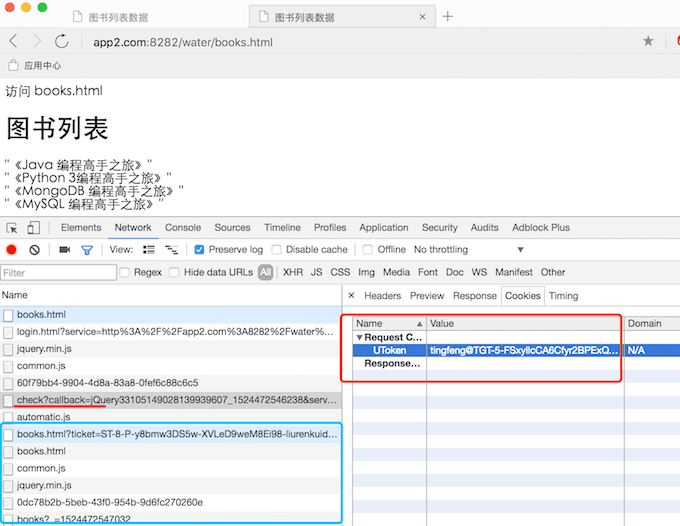 图书列表数据
图书列表数据
app2.com:8282/water/books.html
应用中心
访问 books.html
图书列表
"《Java 编程高手之旅》"
"《Python 3编程高手之旅》"
"《MongoDB 编程高手之旅》"
"《MySQL 编程高手之旅》"
Elements Network Console Sources Timeline Profiles Application Security Audits Adblock Plus
View: Preserve log Disable cache Offline No throttling
Filter Regex Hide data URLs All XHR JS CSS Img Media Font Doc WS Manifest Other
Name
books.html
login.html?service=http%3A%2F%2Fapp2.com%3A8282%2Fwater%...
jquery.min.js
common.js
60f79bb4-9904-4d8a-83a8-0fef6c88c6c5
check?callback=jQuery33105149028139939607_1524472546238&serv...
automatic.js
books.html?ticket=ST-8-P-y8bmw3DS5w-XVLeD9weM8Ei98-liurenkuid...
books.html
common.js
jquery.min.js
0dc78b2b-5beb-43f0-954b-9d6fc270260e
books?_=1524472547032
× Headers Preview Response Cookies Timing
Name Value Domain
Request C...
UToken tingfeng@TGT-5-FSxyllcCA6Cfyr2BPExQ... N/A
Response...